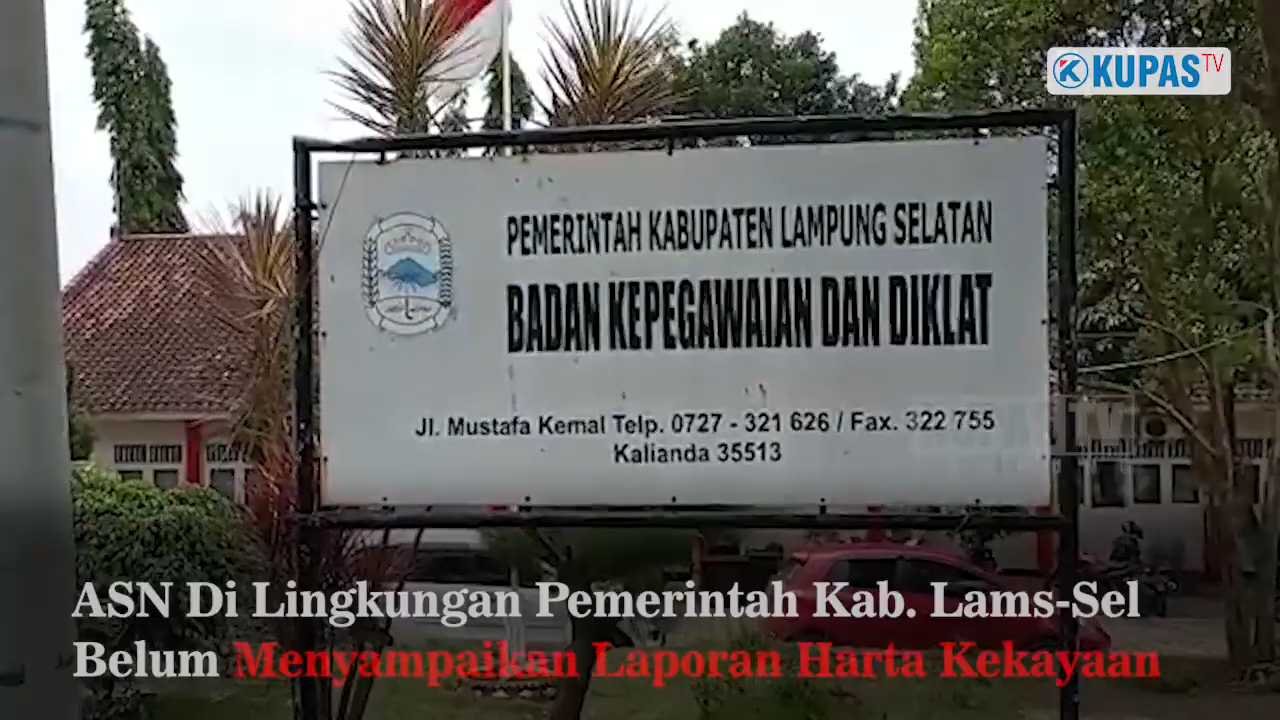 KUPAS TV
PEMERINTAH KABUPATEN LAMPUNG SELATAN
BADAN KEPEGAWAIAN DAN DIKLAT
Jl. Mustafa Kemal Telp. 0727 - 321 626 / Fax. 322 755
Kalianda 35513
ASN Di Lingkungan Pemerintah Kab. Lams-Sel
Belum Menyampaikan Laporan Harta Kekayaan